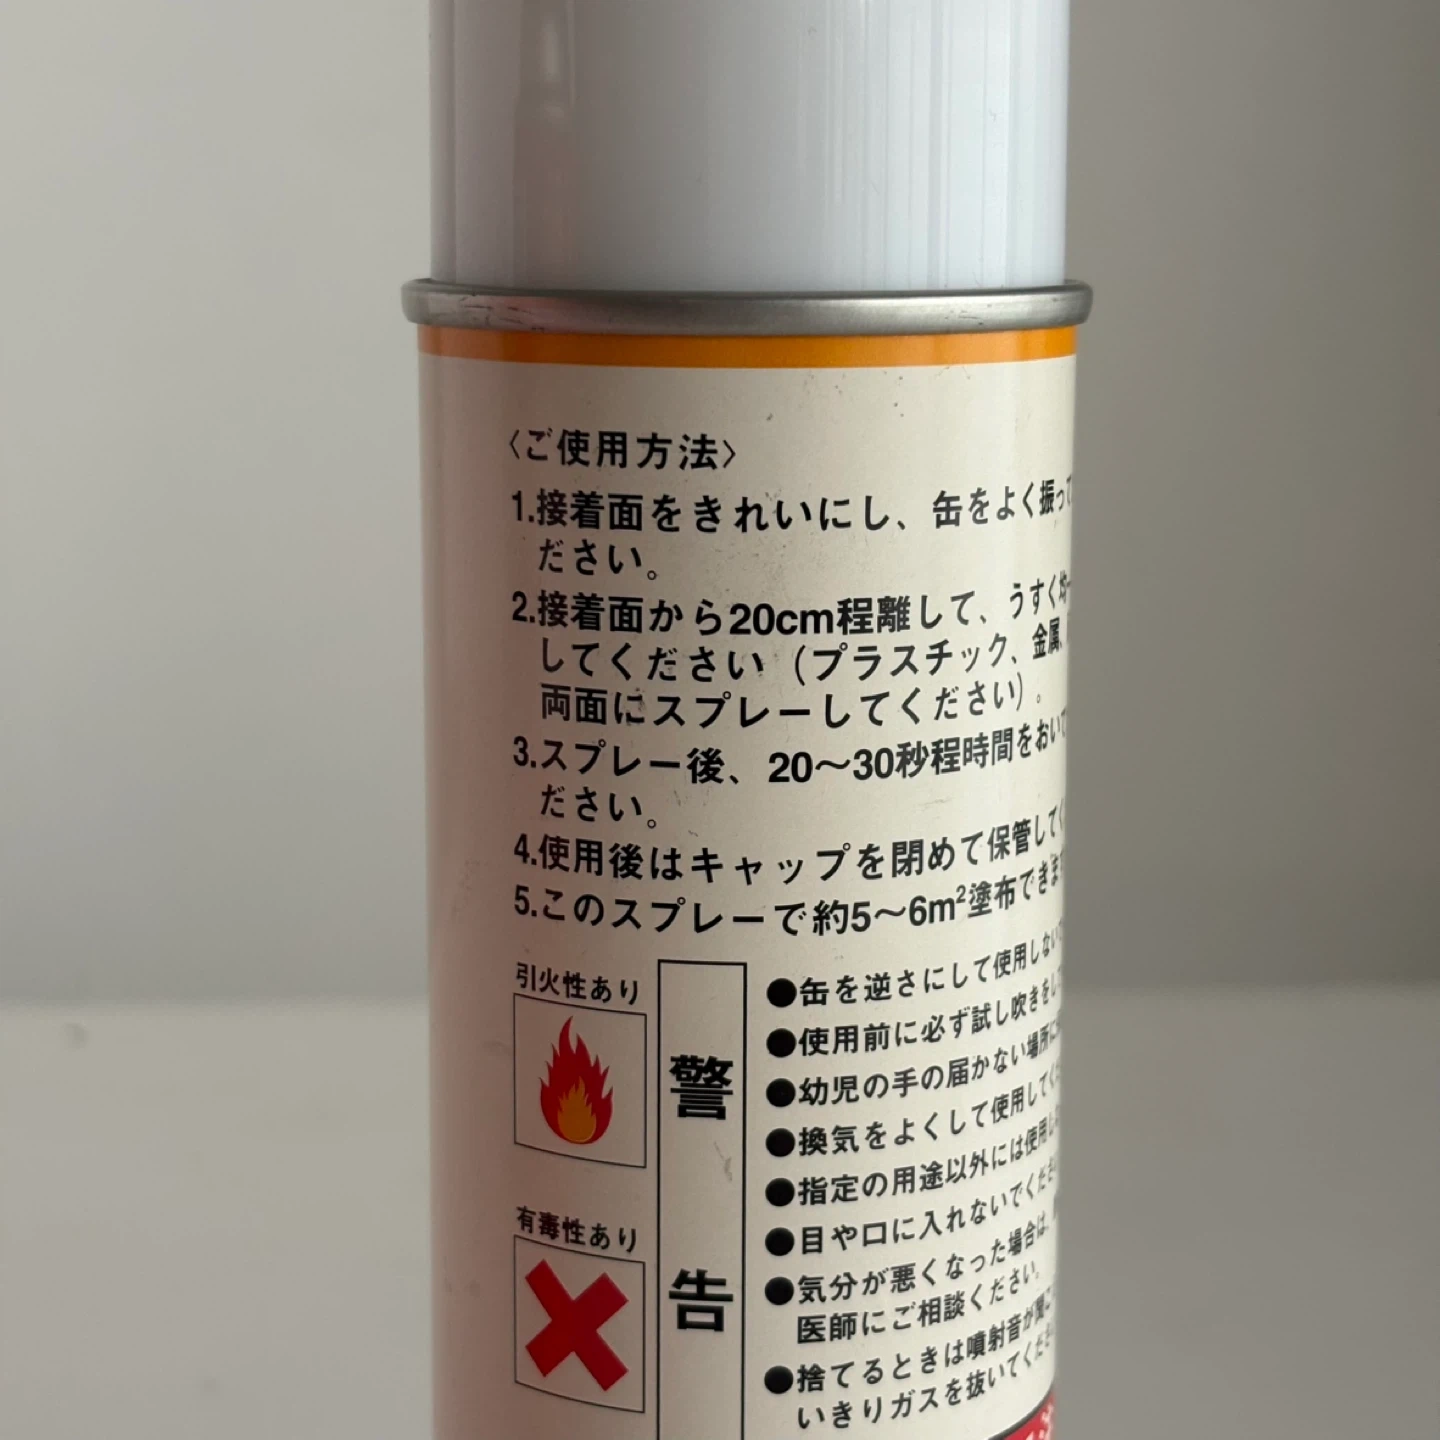 〈ご使用方法〉
1.接着面をきれいにし、缶をよく振って
ださい。
2.接着面から20cm程離して、うすく均一
してください（プラスチック、金属、
両面にスプレーしてください）。
3.スプレー後、20〜30秒程時間をおいて
ださい。
4.使用後はキャップを閉めて保管してく
5.このスプレーで約5〜6m²塗布できま
引火性あり
有毒性あり
警告
●缶を逆さにして使用しない
●使用前に必ず試し吹きをし
●幼児の手の届かない場所に
●換気をよくして使用してくだ
●指定の用途以外には使用し
●目や口に入れないでくださ
●気分が悪くなった場合は、
医師にご相談ください。
●捨てるときは噴射音が聞こ
いきりガスを抜いてくださ